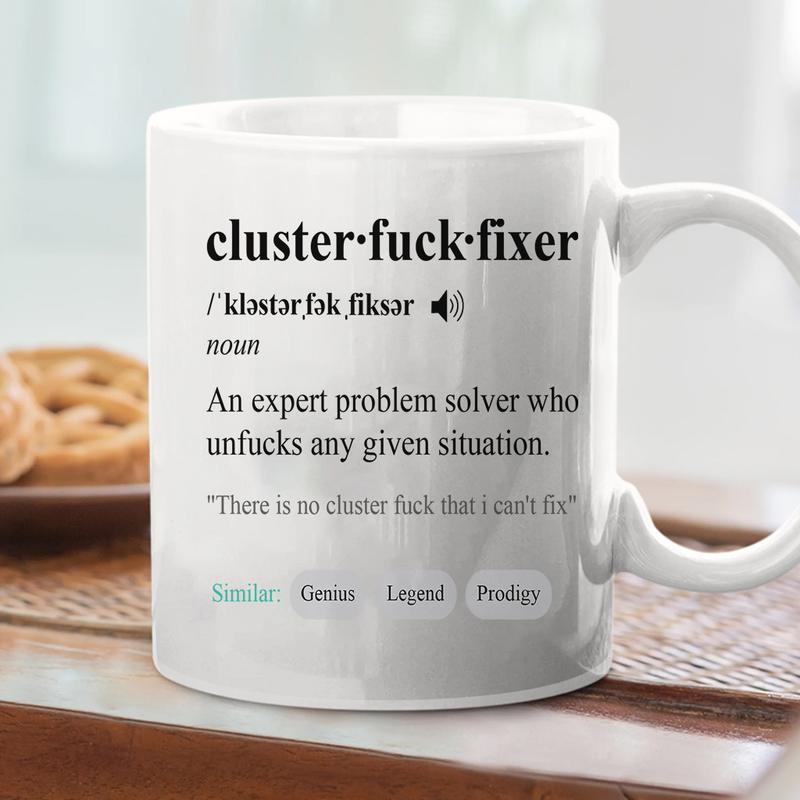 cluster·fuck·fixer
/ˈkləstərˌfək ˌfiksər
noun
An expert problem solver who
unfucks any given situation.
"There is no cluster fuck that i can't fix"
Similar: Genius Legend Prodigy